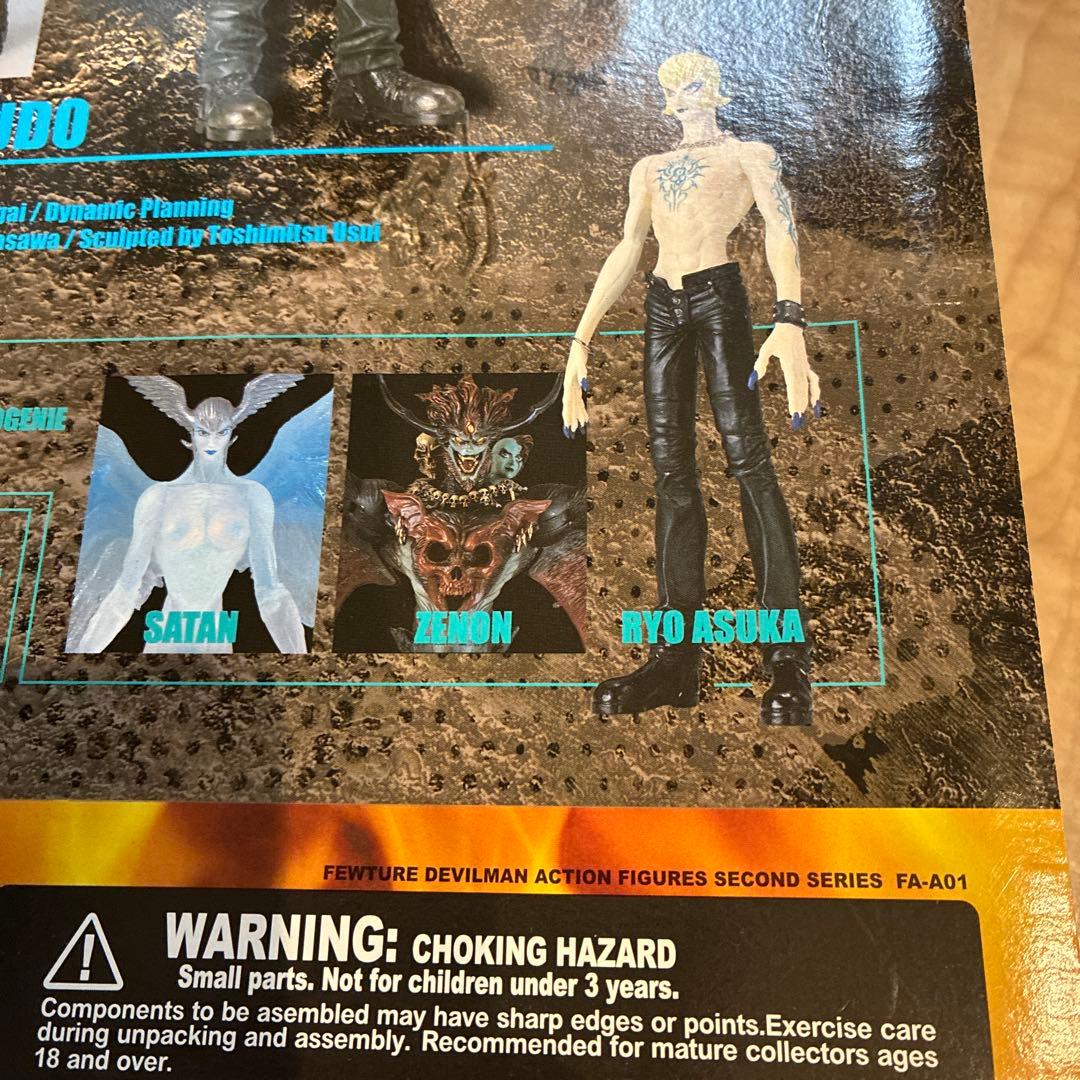 UDO
gai / Dynamic Planning
asawa / Sculpted by Toshimitsu Usui
OGENIE
SATAN
ZENON
RYO ASUKA
FEWTURE DEVILMAN ACTION FIGURES SECOND SERIES FA-A01
WARNING: CHOKING HAZARD
Small parts. Not for children under 3 years.
Components to be asembled may have sharp edges or points.Exercise care
during unpacking and assembly. Recommended for mature collectors ages
18 and over.